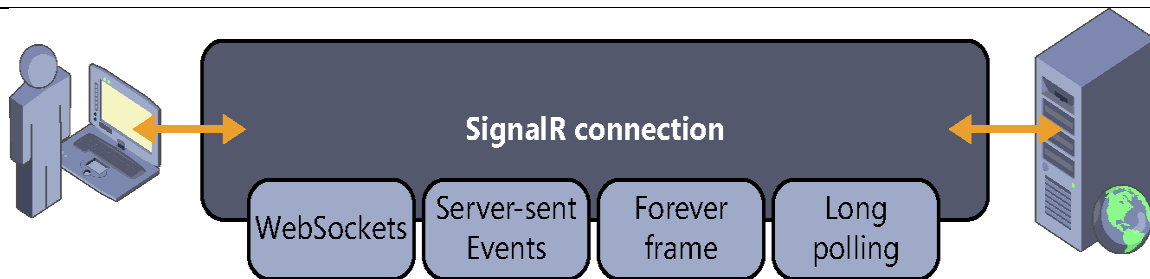 SignalR connection
WebSockets
Server-sent
Events
Forever
frame
Long
polling